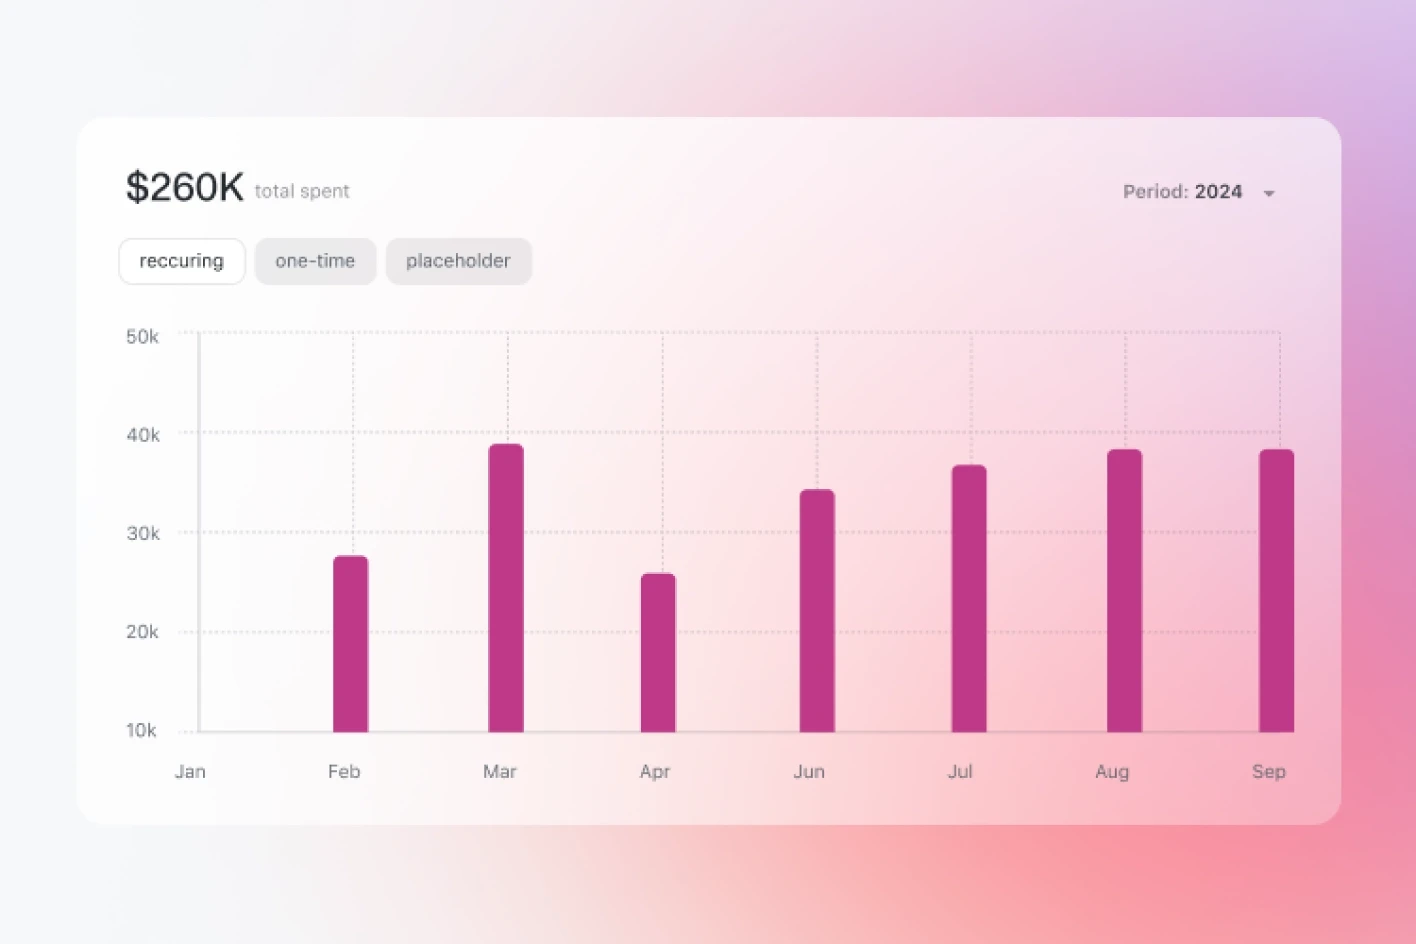 $260K total spent
Period: 2024
reccuring one-time placeholder
50k
40k
30k
20k
10k
Jan Feb Mar Apr Jun Jul Aug Sep